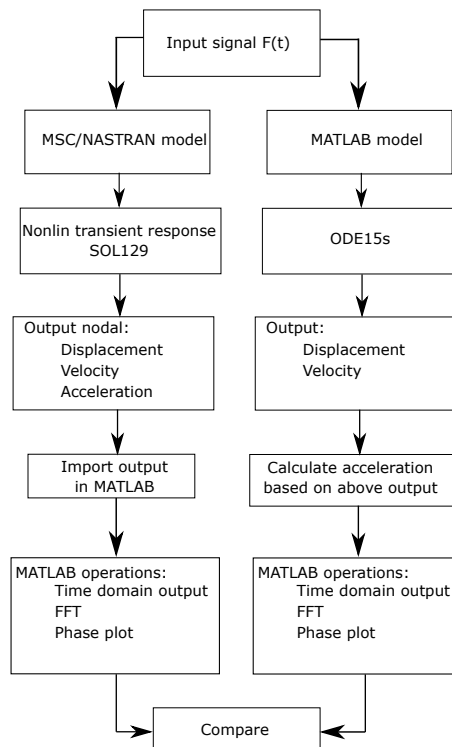 Input signal F(t)
MSC/NASTRAN model
Nonlin transient response
SOL129
Output nodal:
Displacement
Velocity
Acceleration
Import output
in MATLAB
MATLAB operations:
Time domain output
FFT
Phase plot
MATLAB model
ODE15s
Output:
Displacement
Velocity
Calculate acceleration
based on above output
MATLAB operations:
Time domain output
FFT
Phase plot
Compare